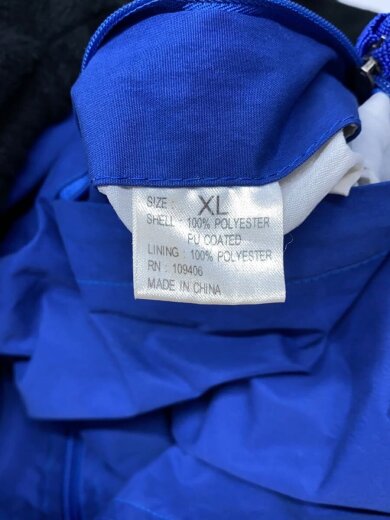 SIZE : XL
SHELL : 100% POLYESTER
PU COATED
LINING : 100% POLYESTER
RN : 109406
MADE IN CHINA